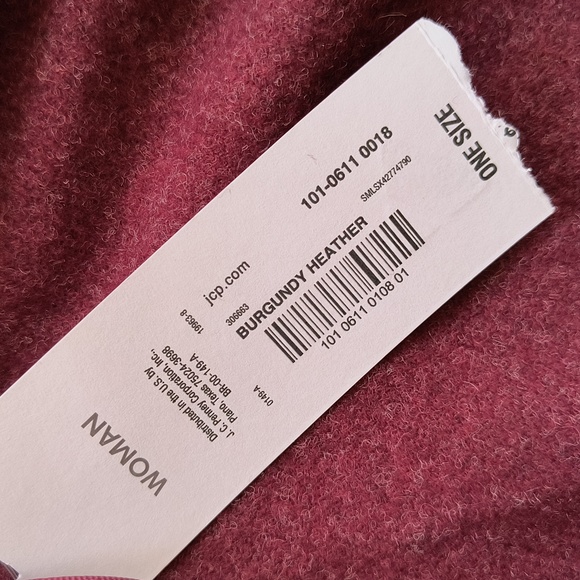 ONE SIZE
101-0611 0018
SMLSX42774790
jcp.com
19983-8
306663
BURGUNDY HEATHER
101 0611 0108 01
0149-A
Distributed in the U.S. by
J. C. Penney Corporation, Inc.,
Plano, Texas 75024-3698
BR-00-149-A
WOMAN